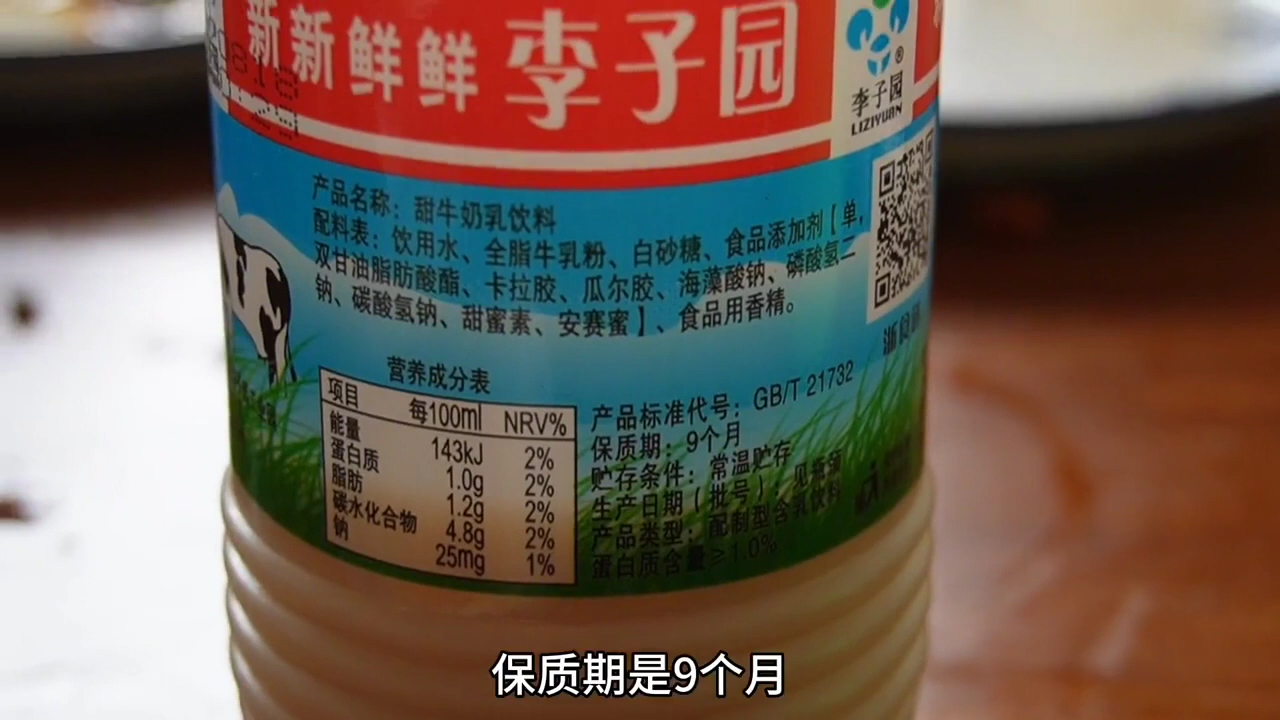 新新鲜鲜李子园
李子园
LIZIYUAN
产品名称：甜牛奶乳饮料
配料表：饮用水、全脂牛乳粉、白砂糖、食品添加剂【单，
双甘油脂肪酸酯、卡拉胶、瓜尔胶、海藻酸钠、磷酸氢二
钠、碳酸氢钠、甜蜜素、安赛蜜】、食品用香精。
营养成分表
项目 每100ml NRV%
能量 143kJ 2%
蛋白质 1.0g 2%
脂肪 1.2g 2%
碳水化合物 4.8g 2%
钠 25mg 1%
产品标准代号：GB/T 21732
保质期：9个月
贮存条件：常温贮存
生产日期（批号）：见瓶颈
产品类型：配制型含乳饮料
蛋白质含量≥1.0%
保质期是9个月